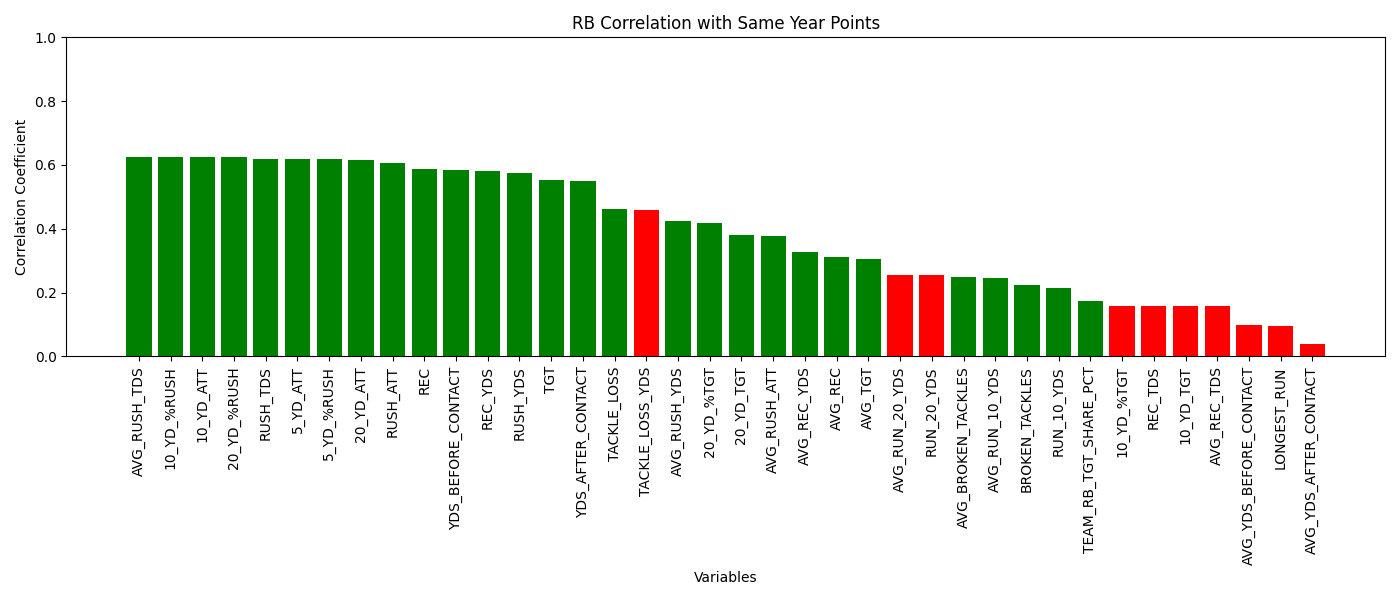 RB Correlation with Same Year Points
Correlation Coefficient
1.0
0.8
0.6
0.4
0.2
0.0
AVG_RUSH_TDS
10_YD_%RUSH
10_YD_ATT
20_YD_%RUSH
RUSH_TDS
5_YD_ATT
5_YD_%RUSH
20_YD_ATT
RUSH_ATT
REC
YDS_BEFORE_CONTACT
REC_YDS
RUSH_YDS
TGT
YDS_AFTER_CONTACT
TACKLE_LOSS
TACKLE_LOSS_YDS
AVG_RUSH_YDS
20_YD_%TGT
20_YD_TGT
AVG_RUSH_ATT
AVG_REC_YDS
AVG_REC
AVG_TGT
AVG_RUN_20_YDS
RUN_20_YDS
AVG_BROKEN_TACKLES
AVG_RUN_10_YDS
BROKEN_TACKLES
RUN_10_YDS
TEAM_RB_TGT_SHARE_PCT
10_YD_%TGT
REC_TDS
10_YD_TGT
AVG_REC_TDS
AVG_YDS_BEFORE_CONTACT
LONGEST_RUN
AVG_YDS_AFTER_CONTACT
Variables